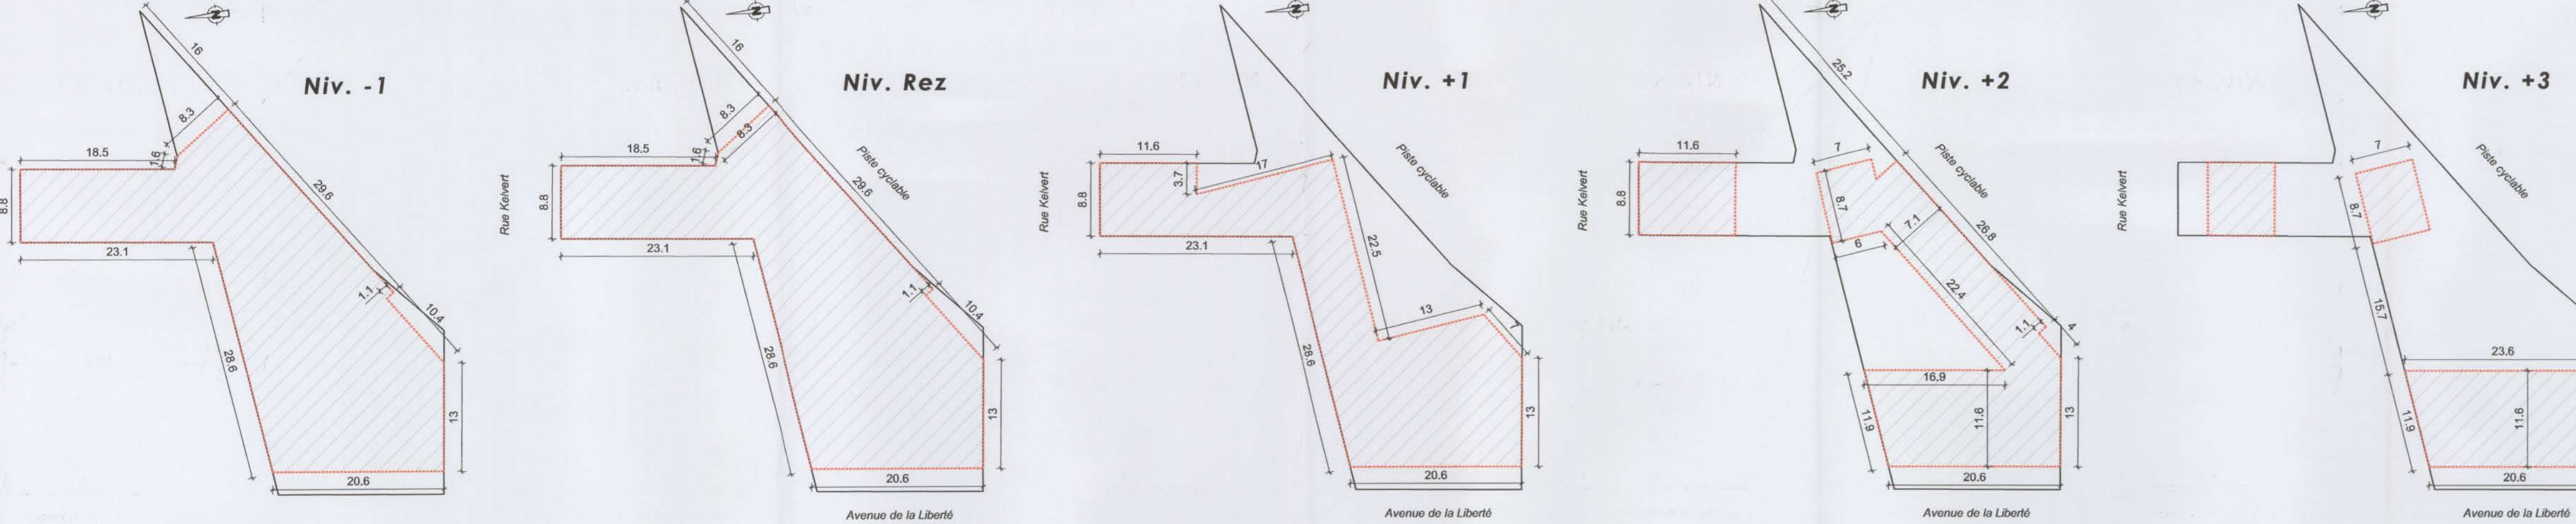 N
Niv. -1
16
8.3
18.5
1.6
8.8
23.1
29.6
1.1
10.4
28.6
13
20.6
N
Niv. Rez
16
8.3
8.3
18.5
1.6
8.8
23.1
29.6
1.1
10.4
28.6
13
20.6
Rue Kelvert
Piste cyclable
Avenue de la Liberté
N
Niv. +1
11.6
3.7
17
8.8
23.1
22.5
28.6
13
7
13
20.6
Rue Kelvert
Piste cyclable
Avenue de la Liberté
N
Niv. +2
25.2
11.6
7
8.8
8.7
6
7.1
26.8
22.4
1.1
4
16.9
11.9
11.6
13
20.6
Rue Kelvert
Piste cyclable
Avenue de la Liberté
N
Niv. +3
7
8.7
15.7
23.6
11.9
11.6
20.6
Rue Kelvert
Piste cyclable
Avenue de la Liberté